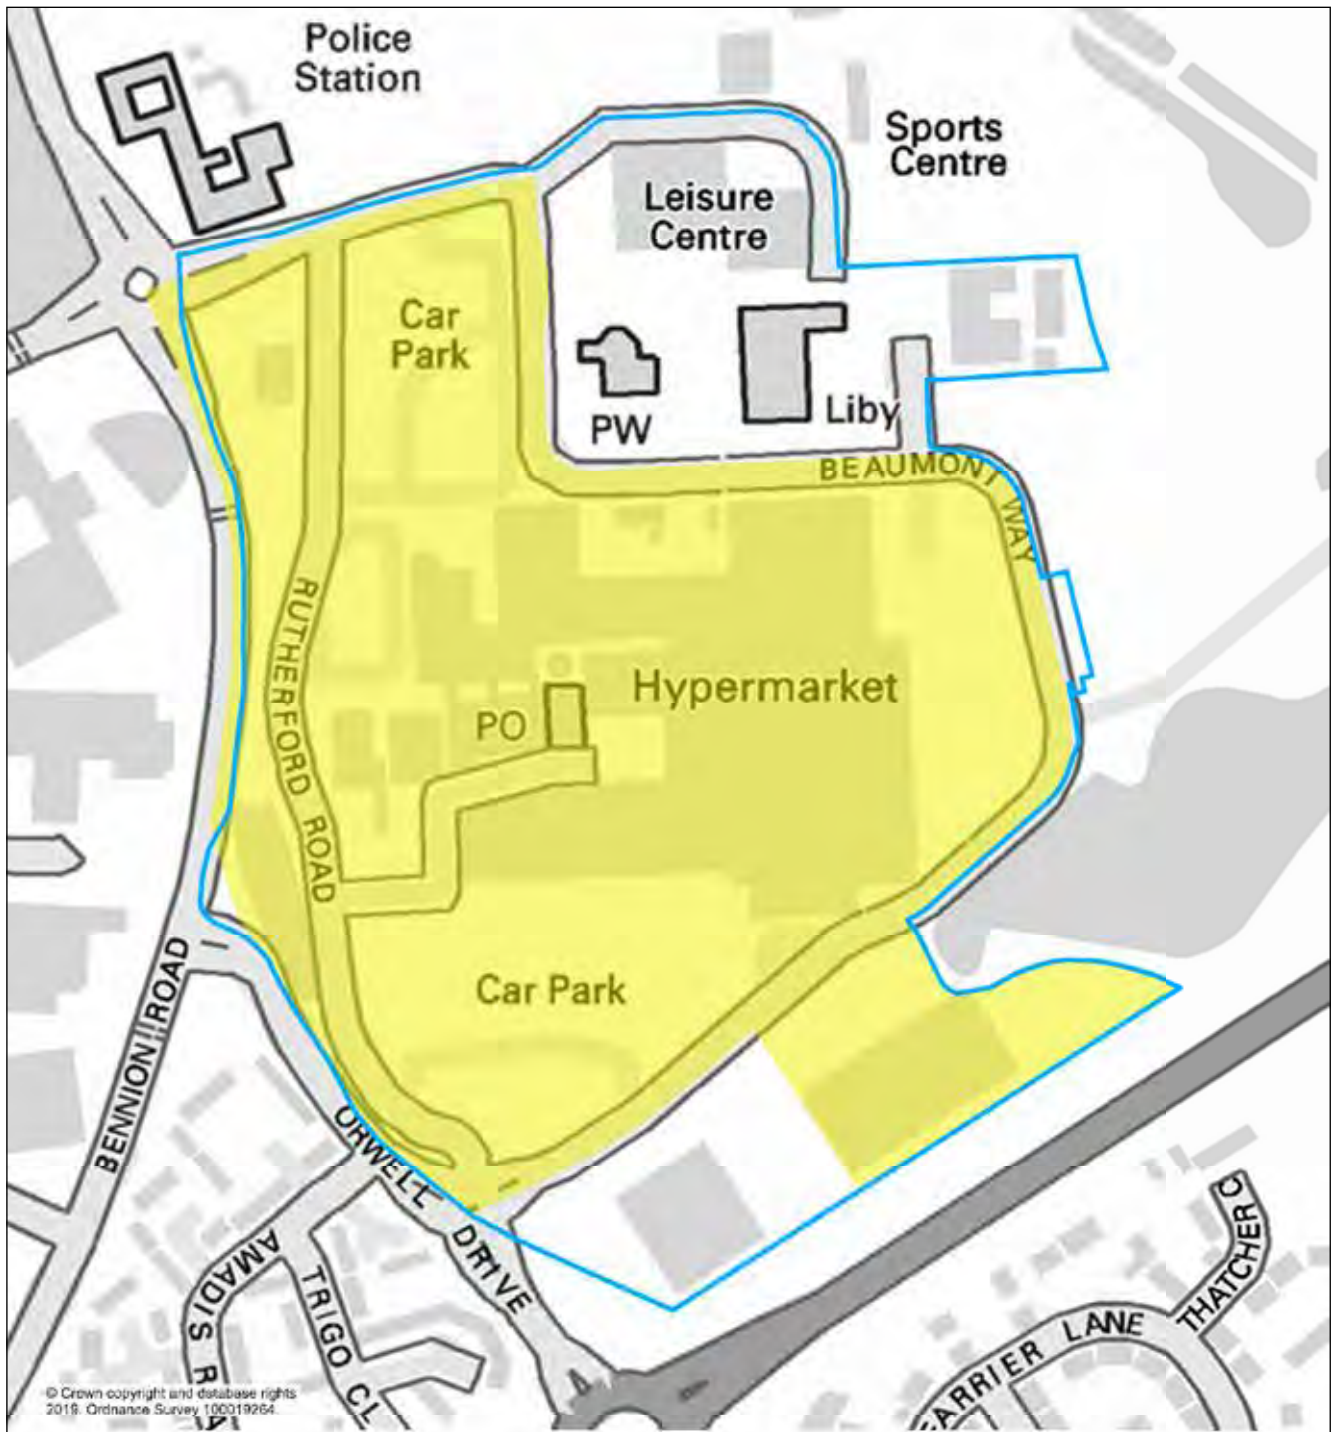 Police
Station
Sports
Centre
Leisure
Centre
Car
Park
PW
Liby
BEAUMONT WAY
RUTHERFORD ROAD
Hypermarket
PO
Car Park
BENNION ROAD
ORWELL DRIVE
AMADIS R
TRIGO CL
THATCHER C
ARRIER LANE
© Crown copyright and database rights
2019. Ordnance Survey 100019264.